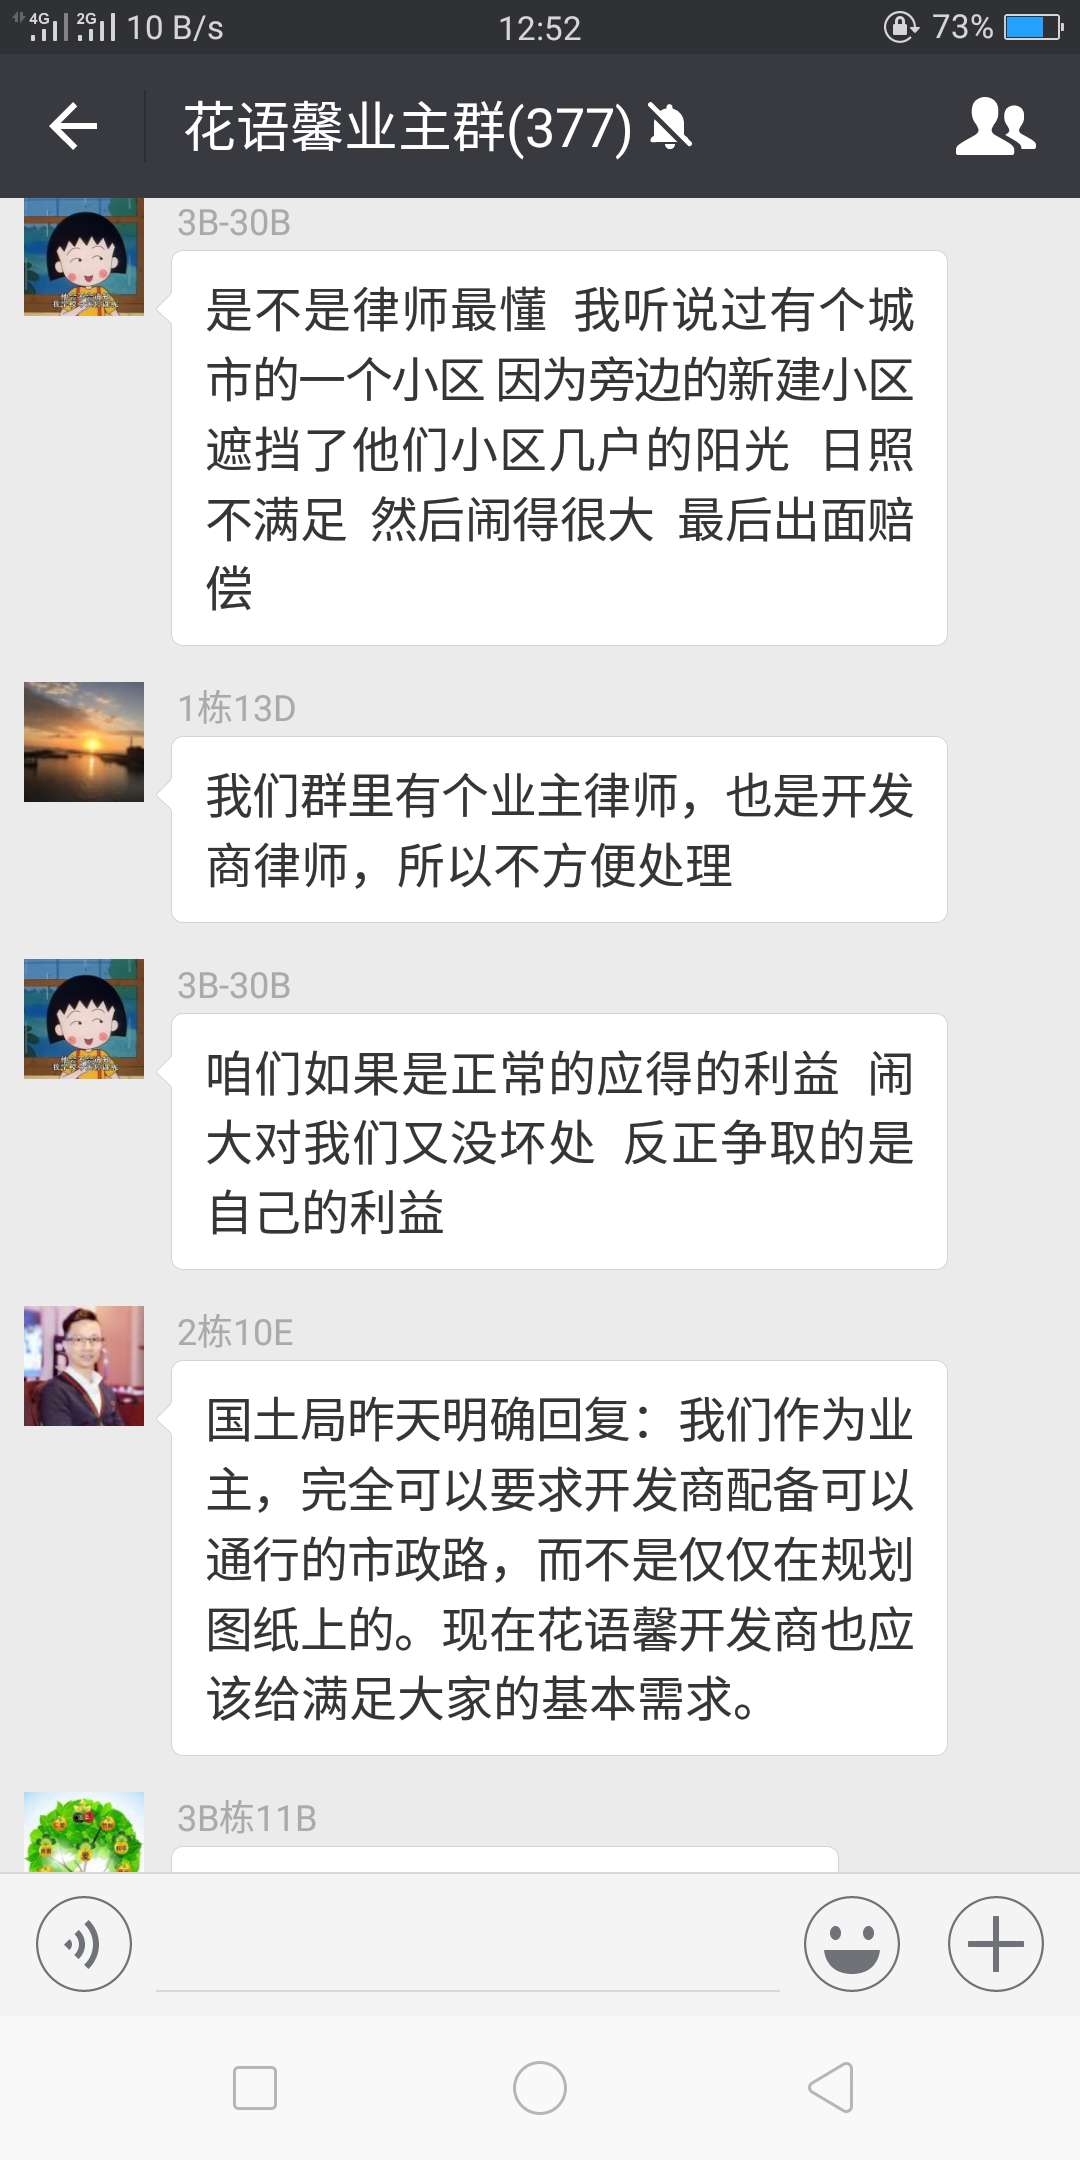 4G 2G 10 B/s 12:52 73%
花语馨业主群(377)
3B-30B
是不是律师最懂 我听说过有个城
市的一个小区 因为旁边的新建小区
遮挡了他们小区几户的阳光 日照
不满足 然后闹得很大 最后出面赔
偿
1栋13D
我们群里有个业主律师，也是开发
商律师，所以不方便处理
3B-30B
咱们如果是正常的应得的利益 闹
大对我们又没坏处 反正争取的是
自己的利益
2栋10E
国土局昨天明确回复：我们作为业
主，完全可以要求开发商配备可以
通行的市政路，而不是仅仅在规划
图纸上的。现在花语馨开发商也应
该给满足大家的基本需求。
3B栋11B